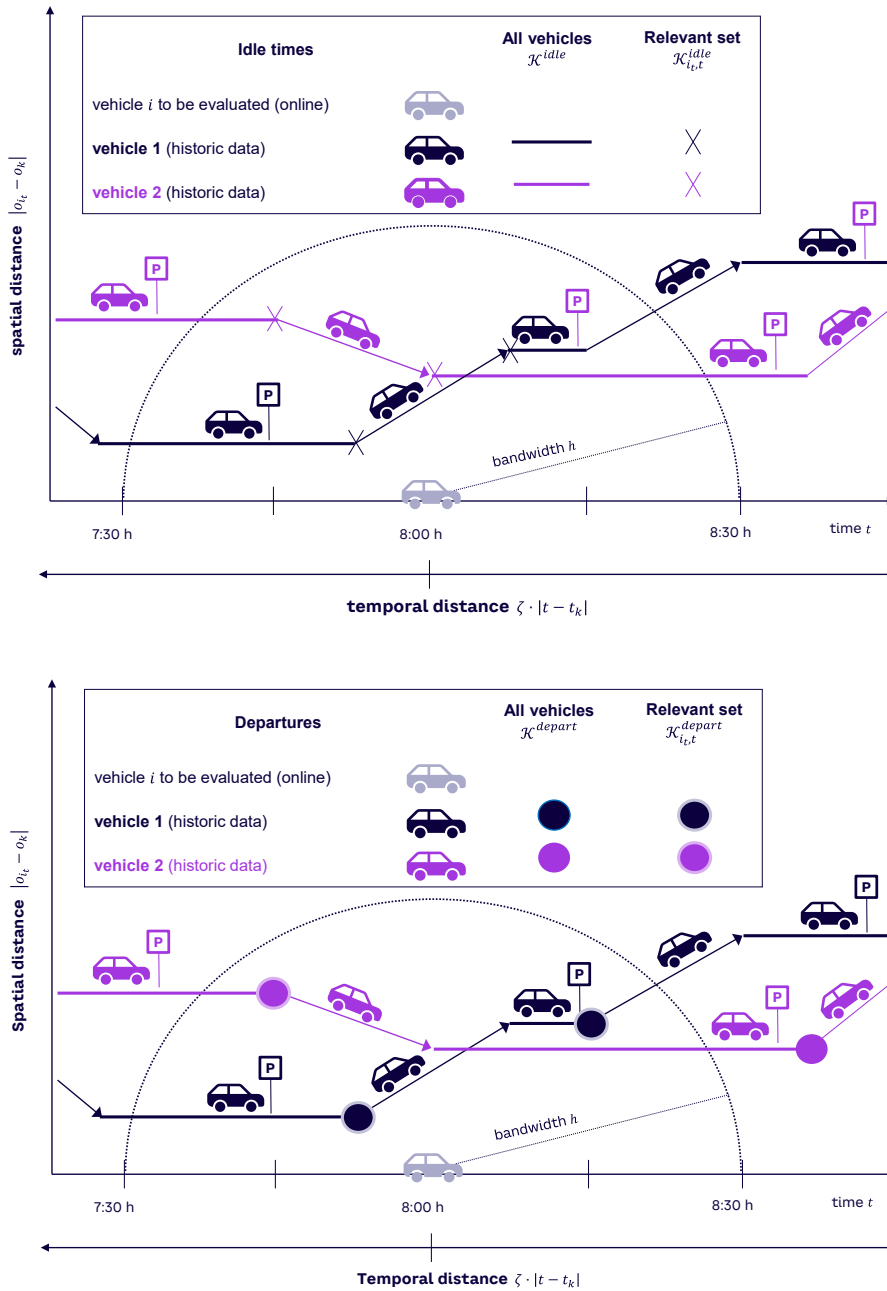 Idle times All vehicles Relevant set
𝒦^{idle} 𝒦^{idle}_{i_t,t}
vehicle i to be evaluated (online)
vehicle 1 (historic data)
vehicle 2 (historic data)
spatial distance |o_{i_t} − o_k|
P
P
P
P
P
P
bandwidth h
7:30 h 8:00 h 8:30 h time t
temporal distance ζ · |t − t_k|
Departures All vehicles Relevant set
𝒦^{depart} 𝒦^{depart}_{i_t,t}
vehicle i to be evaluated (online)
vehicle 1 (historic data)
vehicle 2 (historic data)
Spatial distance |o_{i_t} − o_k|
P
P
P
P
P
bandwidth h
7:30 h 8:00 h 8:30 h time t
Temporal distance ζ · |t − t_k|